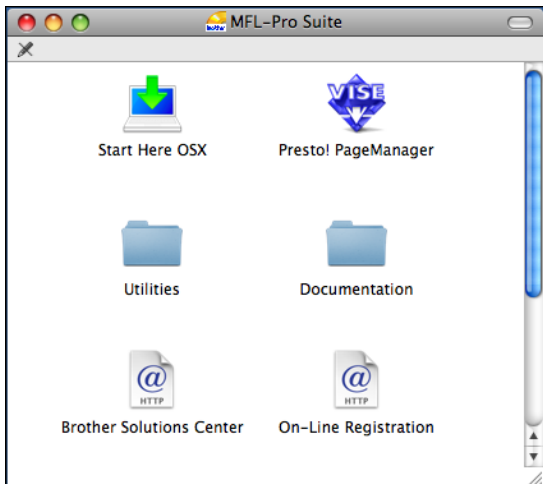 MFL-Pro Suite
VISE
Start Here OSX
Presto! PageManager
Utilities
Documentation
@
HTTP
@
HTTP
Brother Solutions Center
On-Line Registration